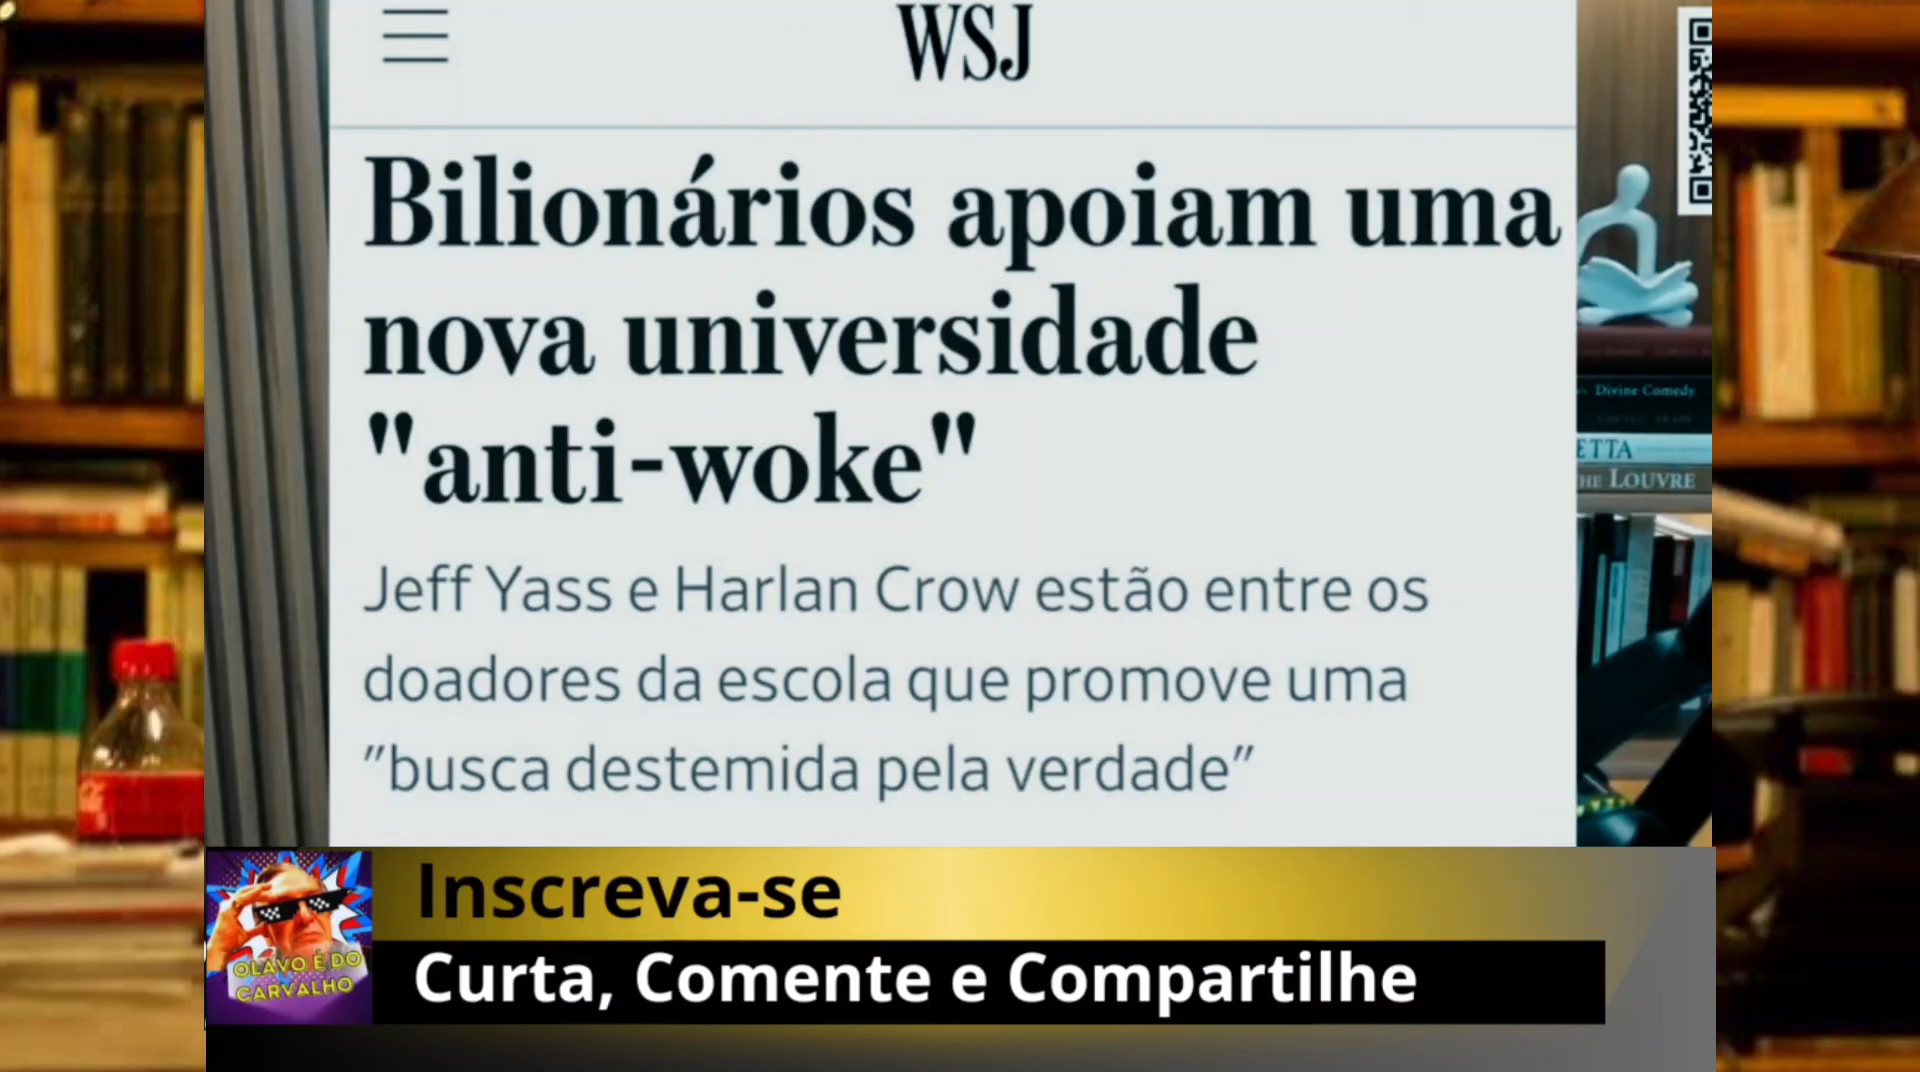 WSJ
Bilionários apoiam uma
nova universidade
"anti-woke"
Jeff Yass e Harlan Crow estão entre os
doadores da escola que promove uma
"busca destemida pela verdade"
Divine Comedy
ETTA
HE LOUVRE
Inscreva-se
Curta, Comente e Compartilhe
OLAVO É DO
CARVALHO